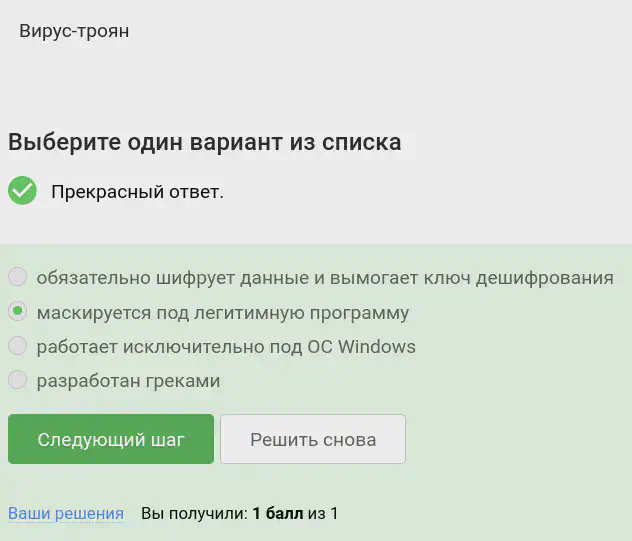 Вирус-троян
Выберите один вариант из списка
Прекрасный ответ.
обязательно шифрует данные и вымогает ключ дешифрования
маскируется под легитимную программу
работает исключительно под ОС Windows
разработан греками
Следующий шаг
Решить снова
Ваши решения Вы получили: 1 балл из 1